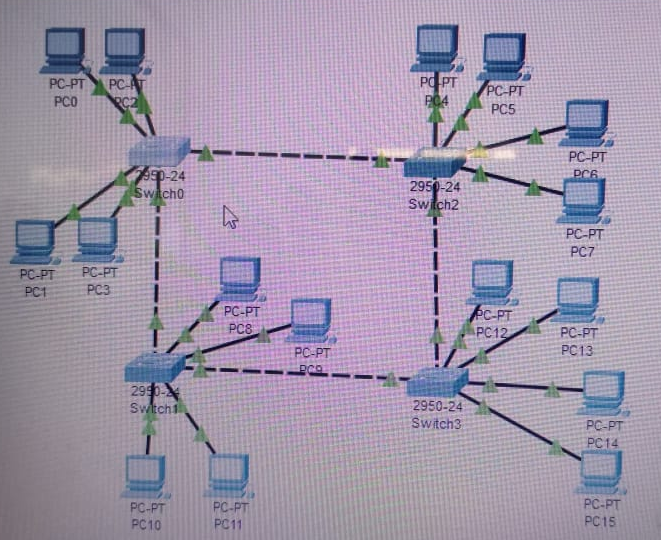 PC-PT
PC0
PC-PT
PC2
PC-PT
PC4
PC-PT
PC5
PC-PT
PC6
2950-24
Switch0
2950-24
Switch2
PC-PT
PC7
PC-PT
PC1
PC-PT
PC3
PC-PT
PC8
PC-PT
PC9
PC-PT
PC12
PC-PT
PC13
2950-24
Switch1
2950-24
Switch3
PC-PT
PC14
PC-PT
PC10
PC-PT
PC11
PC-PT
PC15